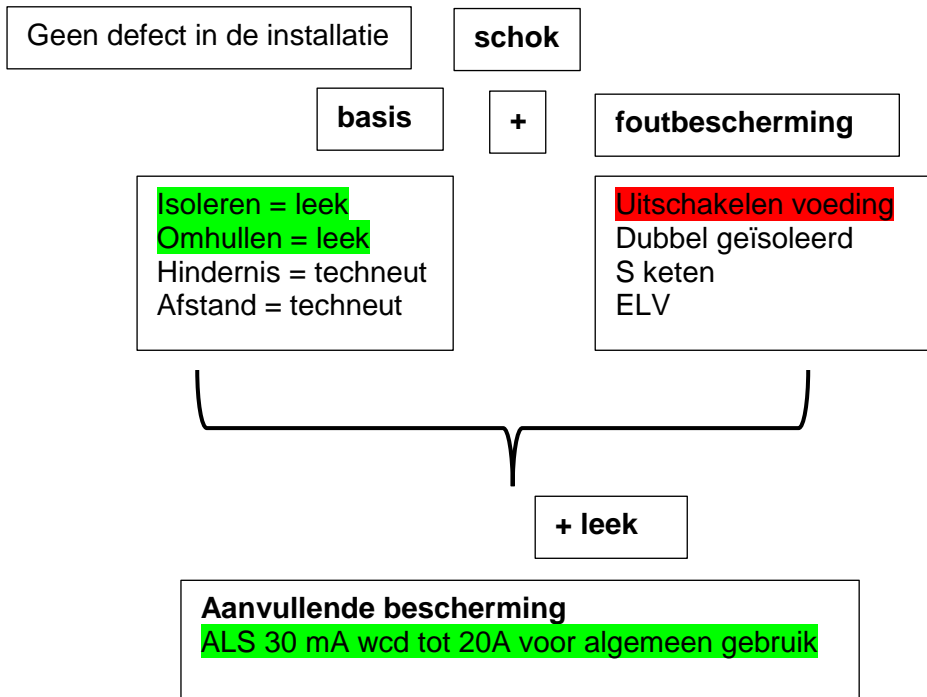 Geen defect in de installatie
schok
basis
+
foutbescherming
Isoleren = leek
Omhullen = leek
Hindernis = techneut
Afstand = techneut
Uitschakelen voeding
Dubbel geïsoleerd
S keten
ELV
+ leek
Aanvullende bescherming
ALS 30 mA wcd tot 20A voor algemeen gebruik